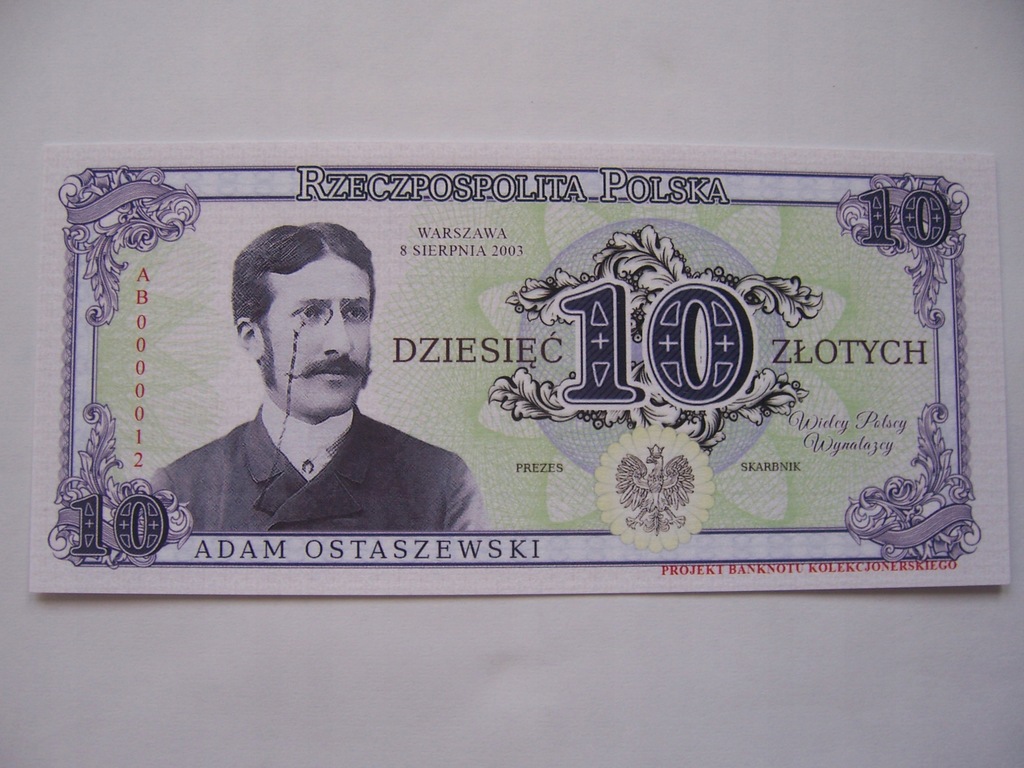 RZECZPOSPOLITA POLSKA
10
WARSZAWA
8 SIERPNIA 2003
AB0000012
DZIESIĘĆ 10 ZŁOTYCH
Wielcy Polscy
Wynalazcy
PREZES
SKARBNIK
10
ADAM OSTASZEWSKI
PROJEKT BANKNOTU KOLEKCJONERSKIEGO